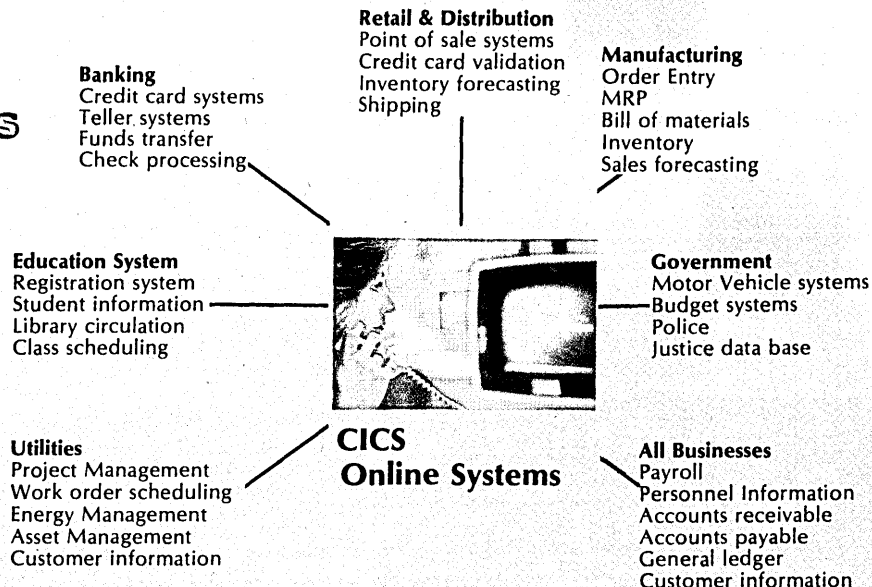 Retail & Distribution
Point of sale systems
Credit card validation
Inventory forecasting
Shipping
Banking
Credit card systems
Teller systems
Funds transfer
Check processing
Manufacturing
Order Entry
MRP
Bill of materials
Inventory
Sales forecasting
Education System
Registration system
Student information
Library circulation
Class scheduling
Government
Motor Vehicle systems
Budget systems
Police
Justice data base
CICS
Online Systems
Utilities
Project Management
Work order scheduling
Energy Management
Asset Management
Customer information
All Businesses
Payroll
Personnel Information
Accounts receivable
Accounts payable
General ledger
Customer information